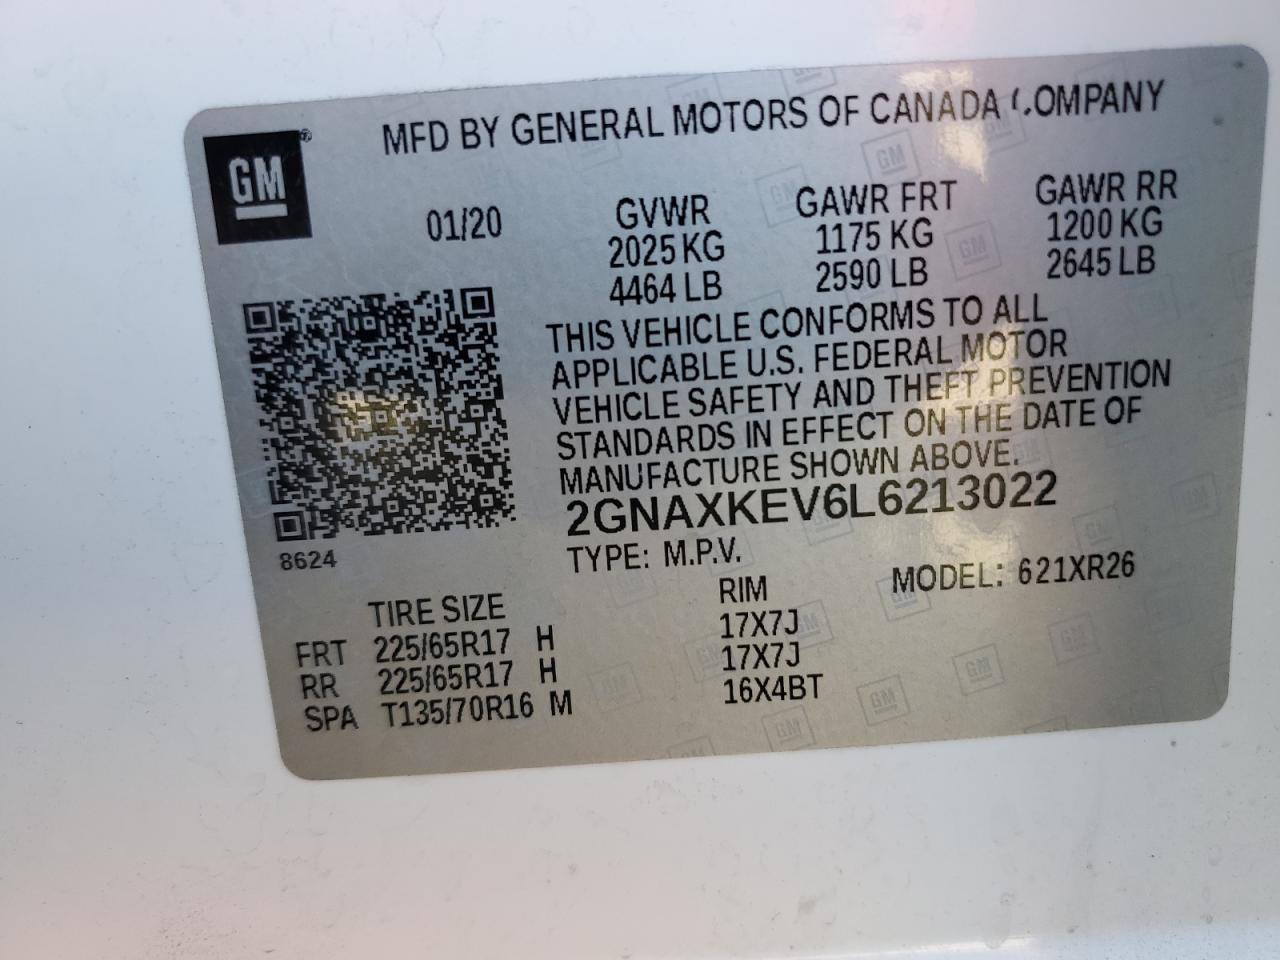 GM®
MFD BY GENERAL MOTORS OF CANADA COMPANY
01/20
GVWR GAWR FRT GAWR RR
2025 KG 1175 KG 1200 KG
4464 LB 2590 LB 2645 LB
THIS VEHICLE CONFORMS TO ALL
APPLICABLE U.S. FEDERAL MOTOR
VEHICLE SAFETY AND THEFT PREVENTION
STANDARDS IN EFFECT ON THE DATE OF
MANUFACTURE SHOWN ABOVE.
2GNAXKEV6L6213022
8624
TYPE: M.P.V. MODEL: 621XR26
TIRE SIZE RIM
FRT 225/65R17 H 17X7J
RR 225/65R17 H 17X7J
SPA T135/70R16 M 16X4BT